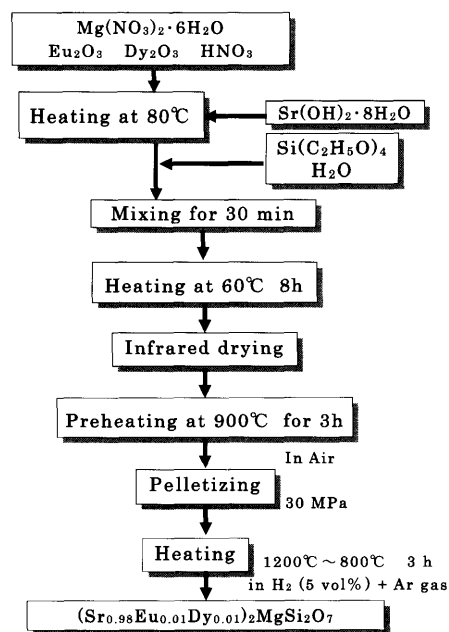 Mg(NO₃)₂·6H₂O
Eu₂O₃ Dy₂O₃ HNO₃
Heating at 80℃
Sr(OH)₂·8H₂O
Si(C₂H₅O)₄
H₂O
Mixing for 30 min
Heating at 60℃ 8h
Infrared drying
Preheating at 900℃ for 3h
In Air
Pelletizing
30 MPa
Heating
1200℃～800℃ 3 h
in H₂ (5 vol%) + Ar gas
(Sr₀.₉₈Eu₀.₀₁Dy₀.₀₁)₂MgSi₂O₇